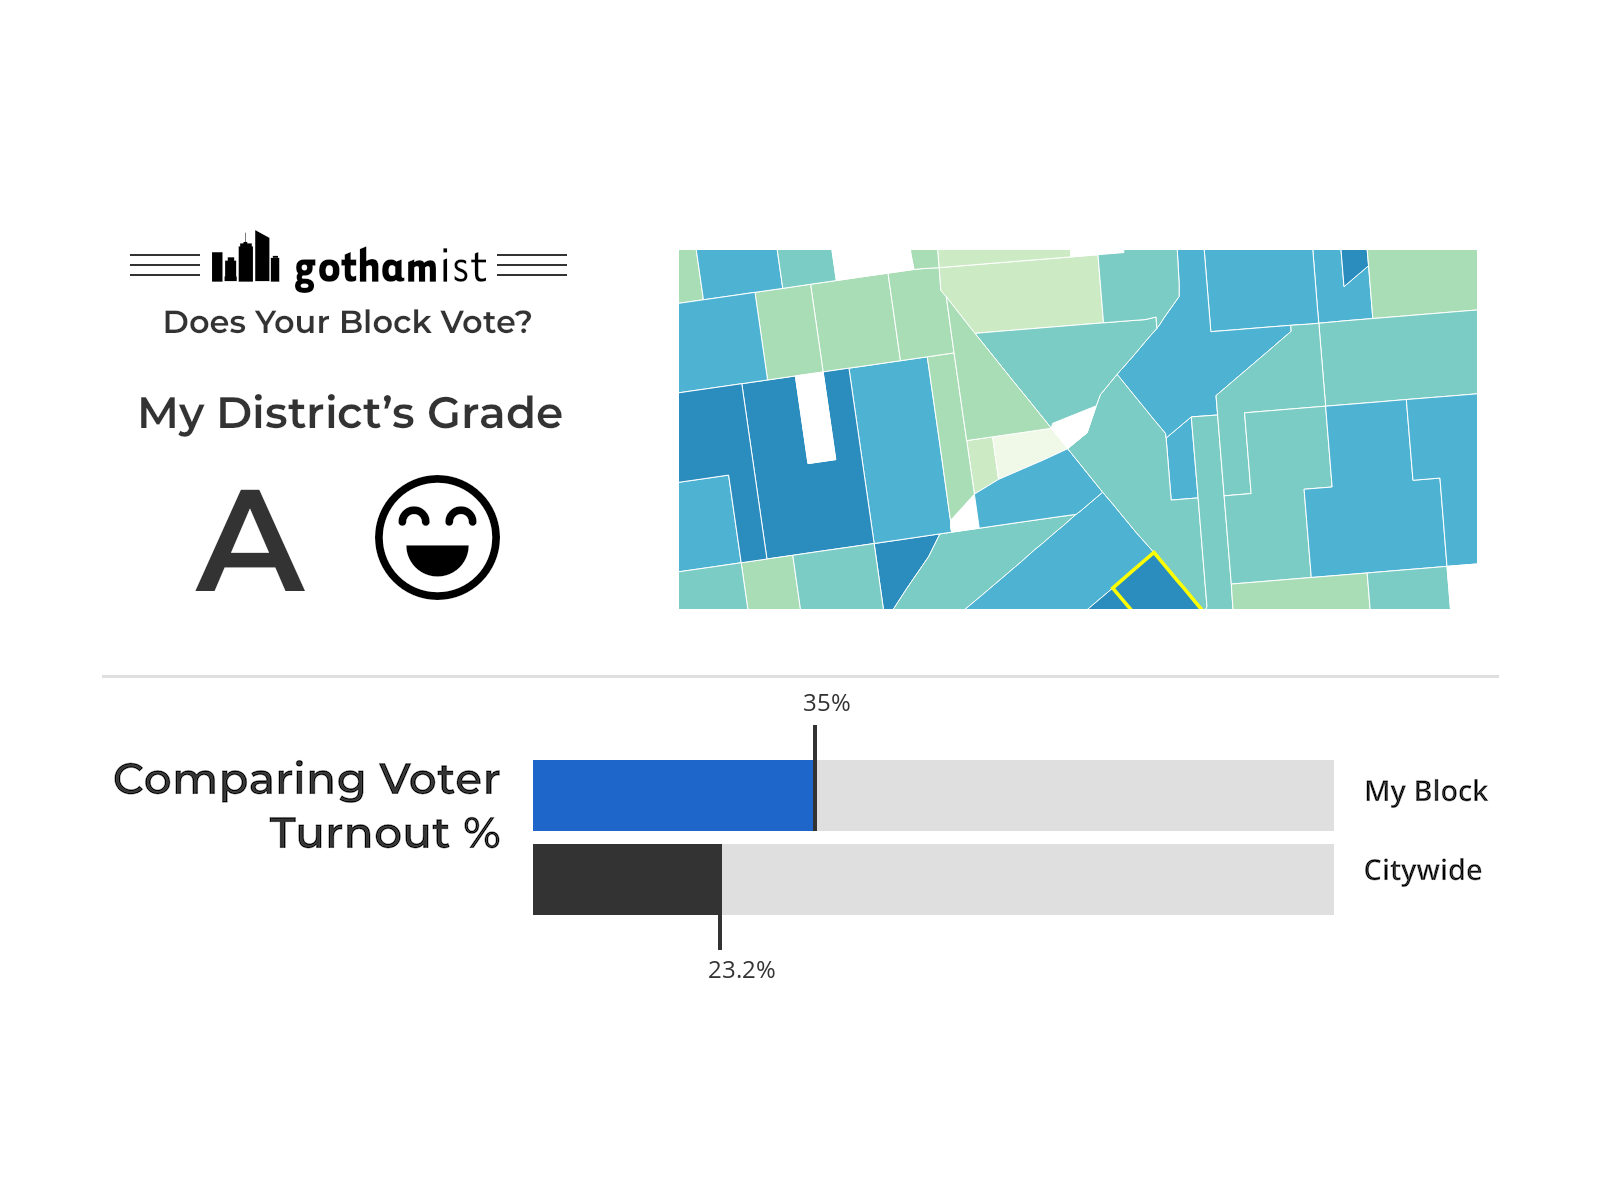 gothamist
Does Your Block Vote?
My District’s Grade
A
35%
Comparing Voter
Turnout %
My Block
Citywide
23.2%